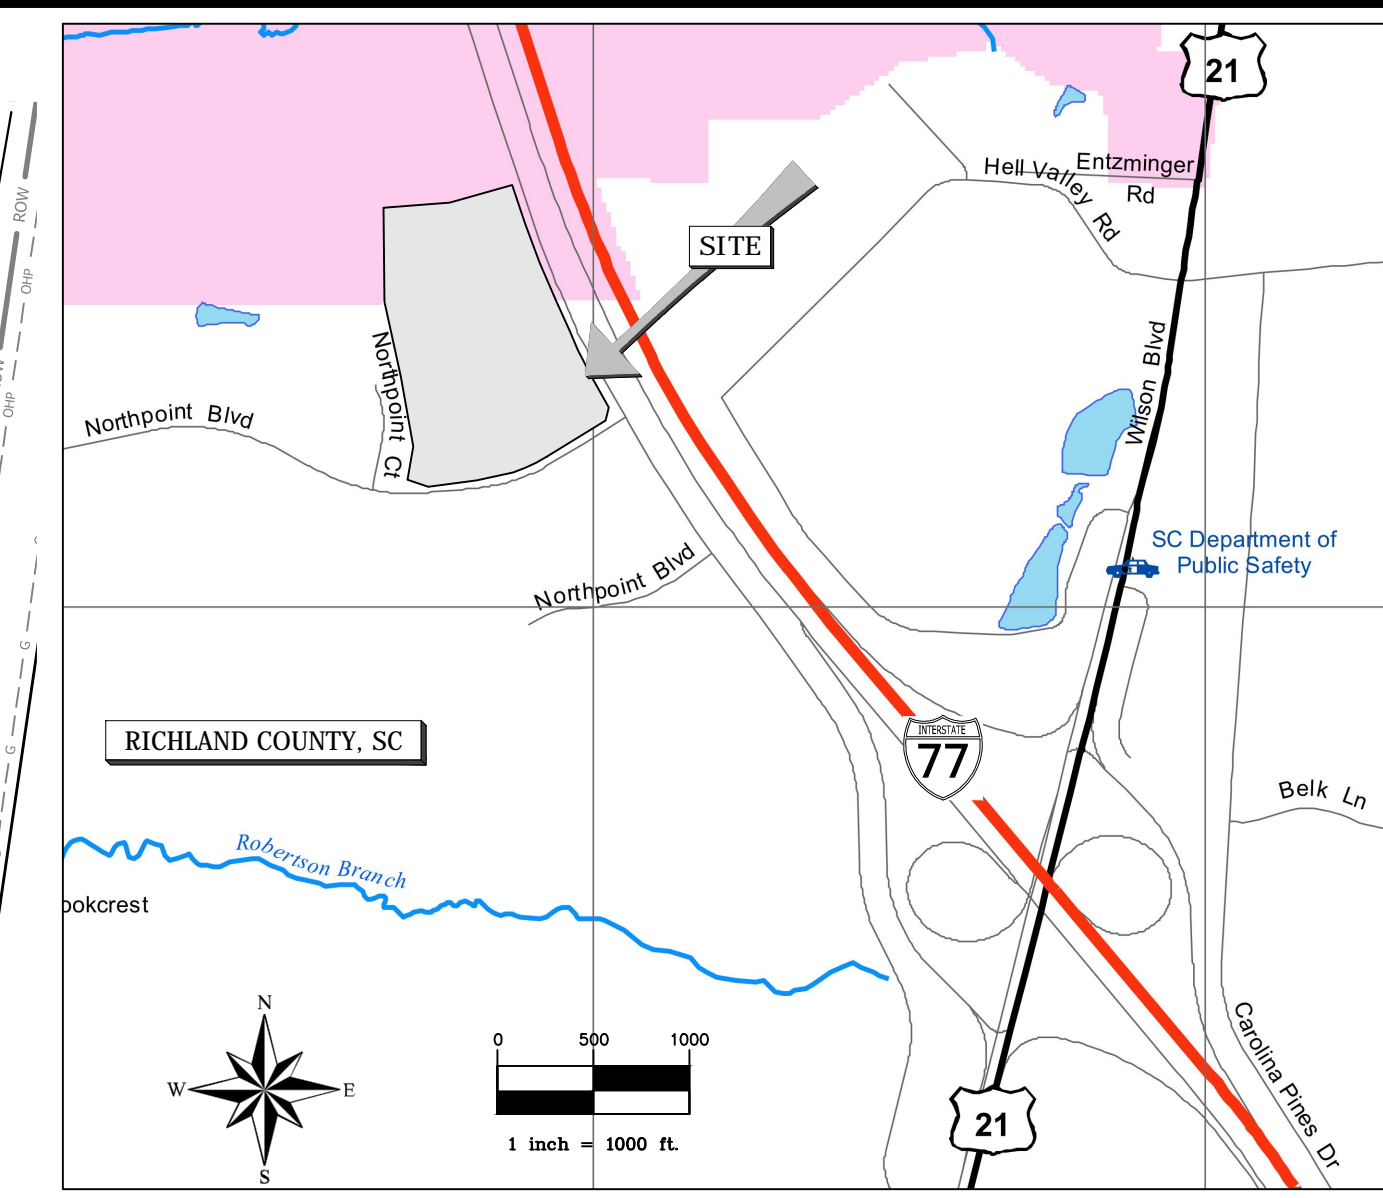 21
Entzminger
Rd
Hell Valley Rd
SITE
ROW
OHP
OHP
Wilson Blvd
Northpoint Ct
Northpoint Blvd
SC Department of
Public Safety
Northpoint Blvd
G
G
INTERSTATE
77
RICHLAND COUNTY, SC
Belk Ln
Robertson Branch
ookcrest
N
W
E
S
0 500 1000
1 inch = 1000 ft.
Carolina Pines Dr
21